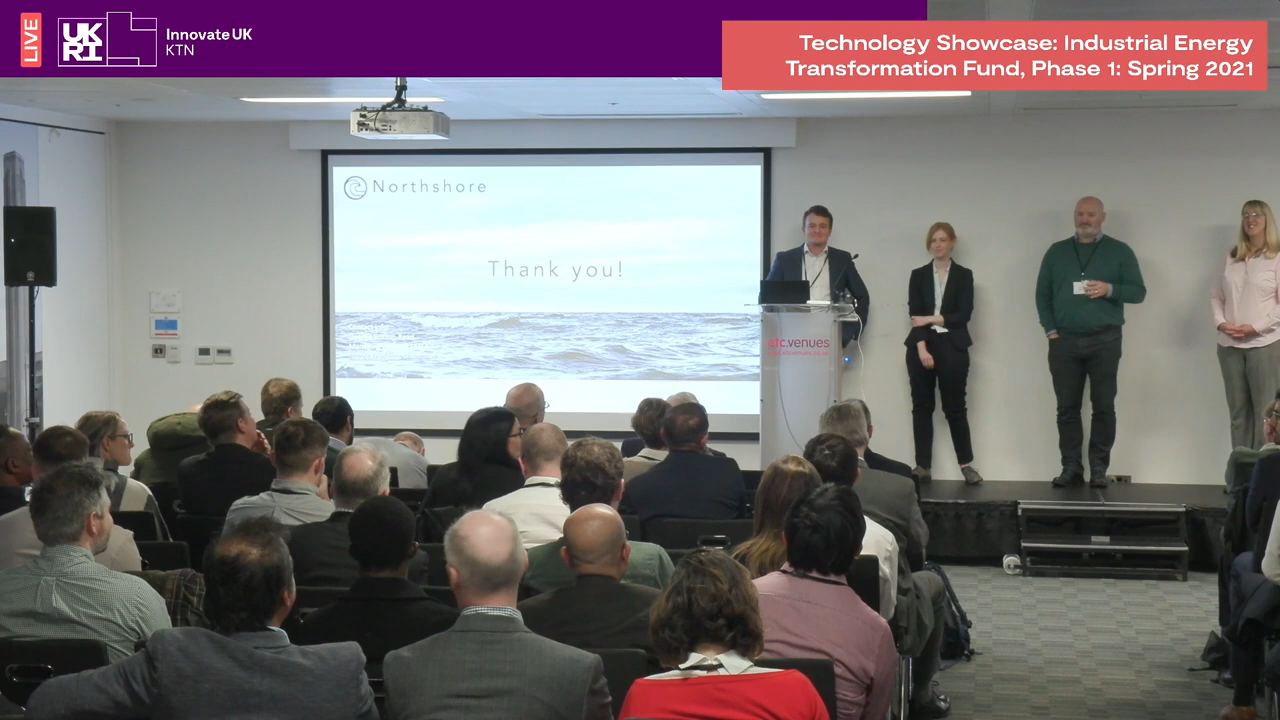 LIVE
UK
RI
Innovate UK
KTN
Technology Showcase: Industrial Energy
Transformation Fund, Phase 1: Spring 2021
Northshore
Thank you!
etc.venues